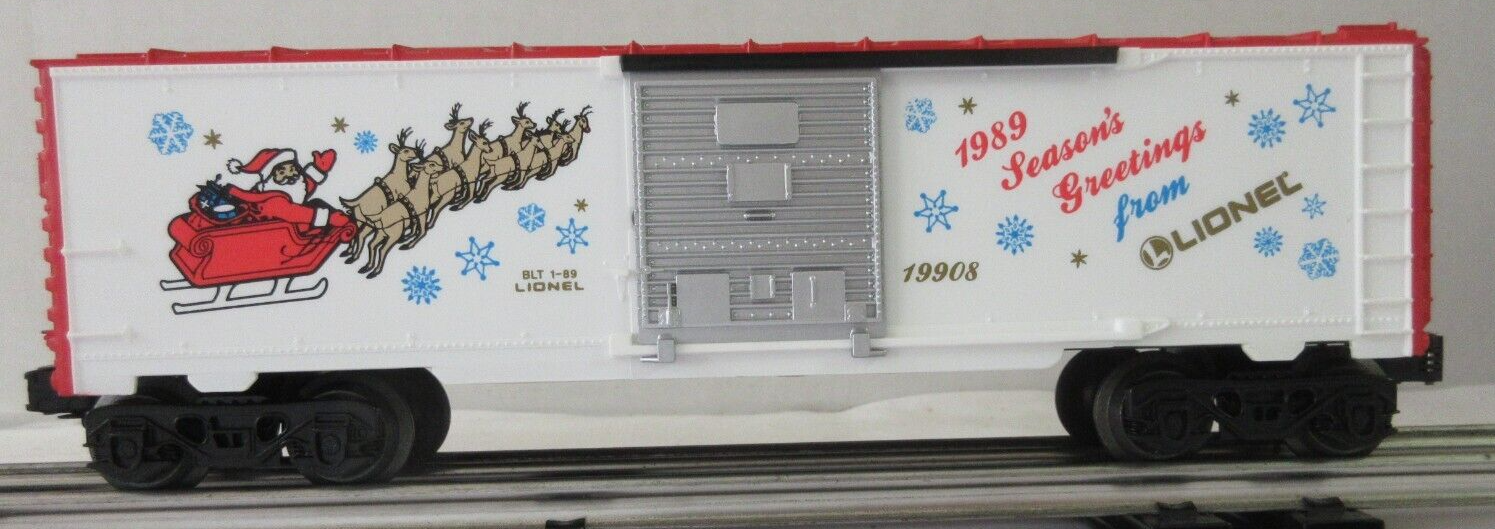 BLT 1-89
LIONEL
1989
Season's
Greetings
from
LIONEL
19908